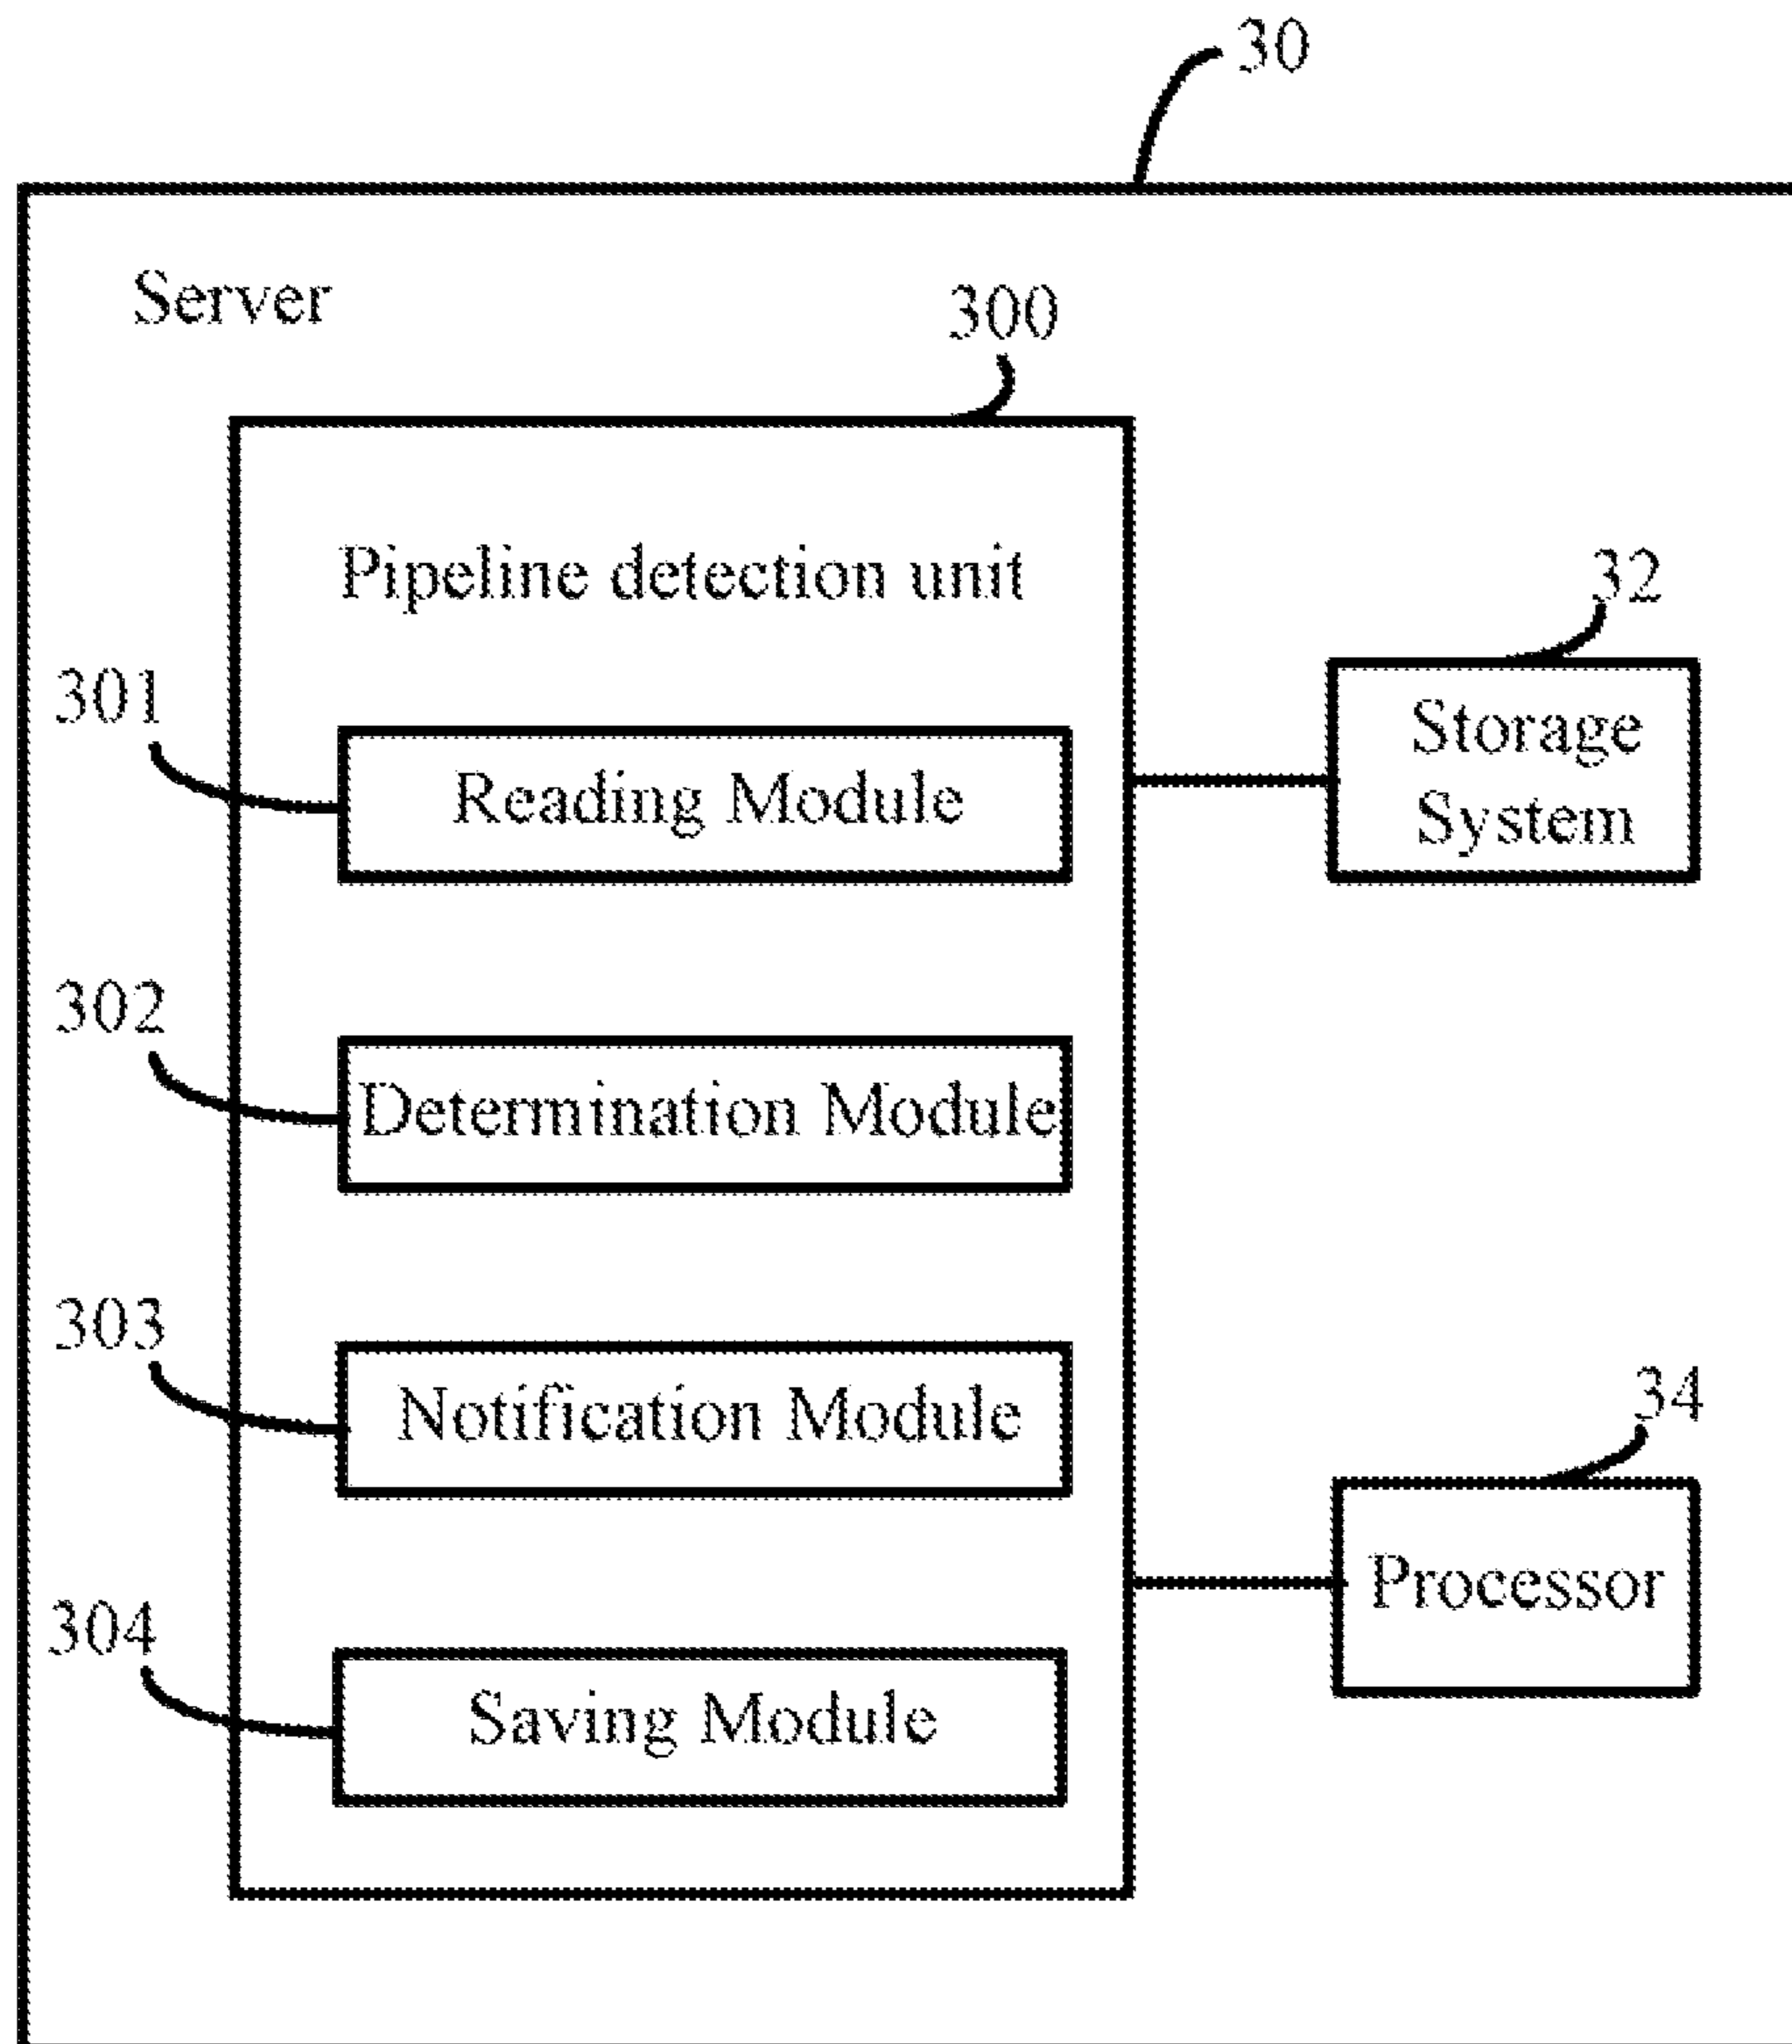 30
Server
300
Pipeline detection unit
32
301
Storage
System
Reading Module
302
Determination Module
303
Notification Module
34
Processor
304
Saving Module